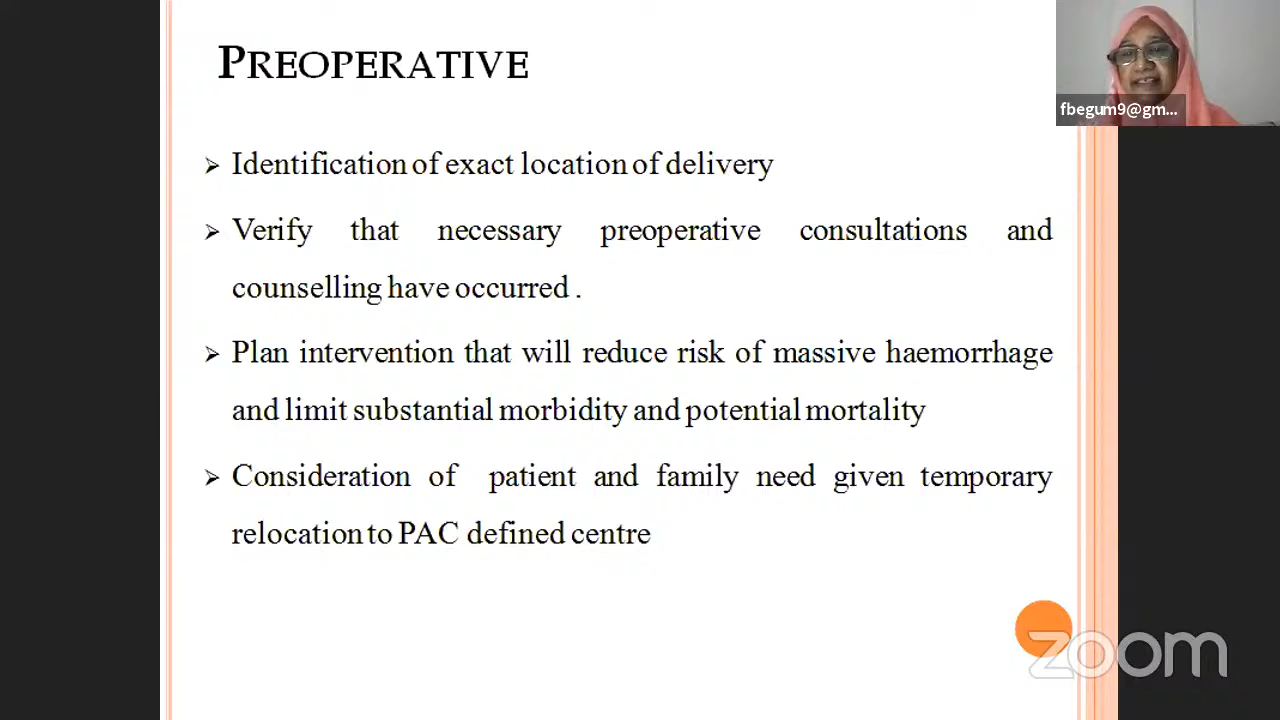 PREOPERATIVE
fbegum9@gm...
➢ Identification of exact location of delivery
➢ Verify that necessary preoperative consultations and
counselling have occurred .
➢ Plan intervention that will reduce risk of massive haemorrhage
and limit substantial morbidity and potential mortality
➢ Consideration of patient and family need given temporary
relocation to PAC defined centre
zoom